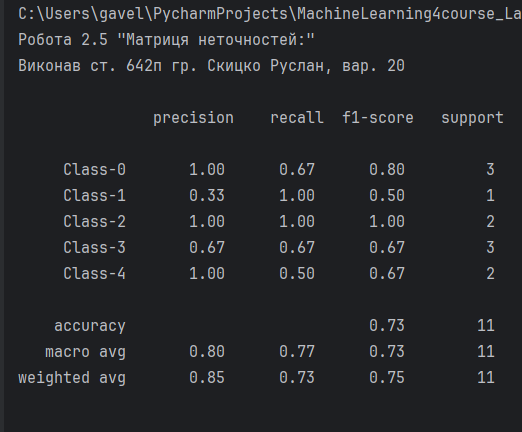 C:\Users\gavel\PycharmProjects\MachineLearning4course_La
Робота 2.5 "Матриця неточностей:"
Виконав ст. 642п гр. Скицко Руслан, вар. 20
precision recall f1-score support
Class-0 1.00 0.67 0.80 3
Class-1 0.33 1.00 0.50 1
Class-2 1.00 1.00 1.00 2
Class-3 0.67 0.67 0.67 3
Class-4 1.00 0.50 0.67 2
accuracy 0.73 11
macro avg 0.80 0.77 0.73 11
weighted avg 0.85 0.73 0.75 11